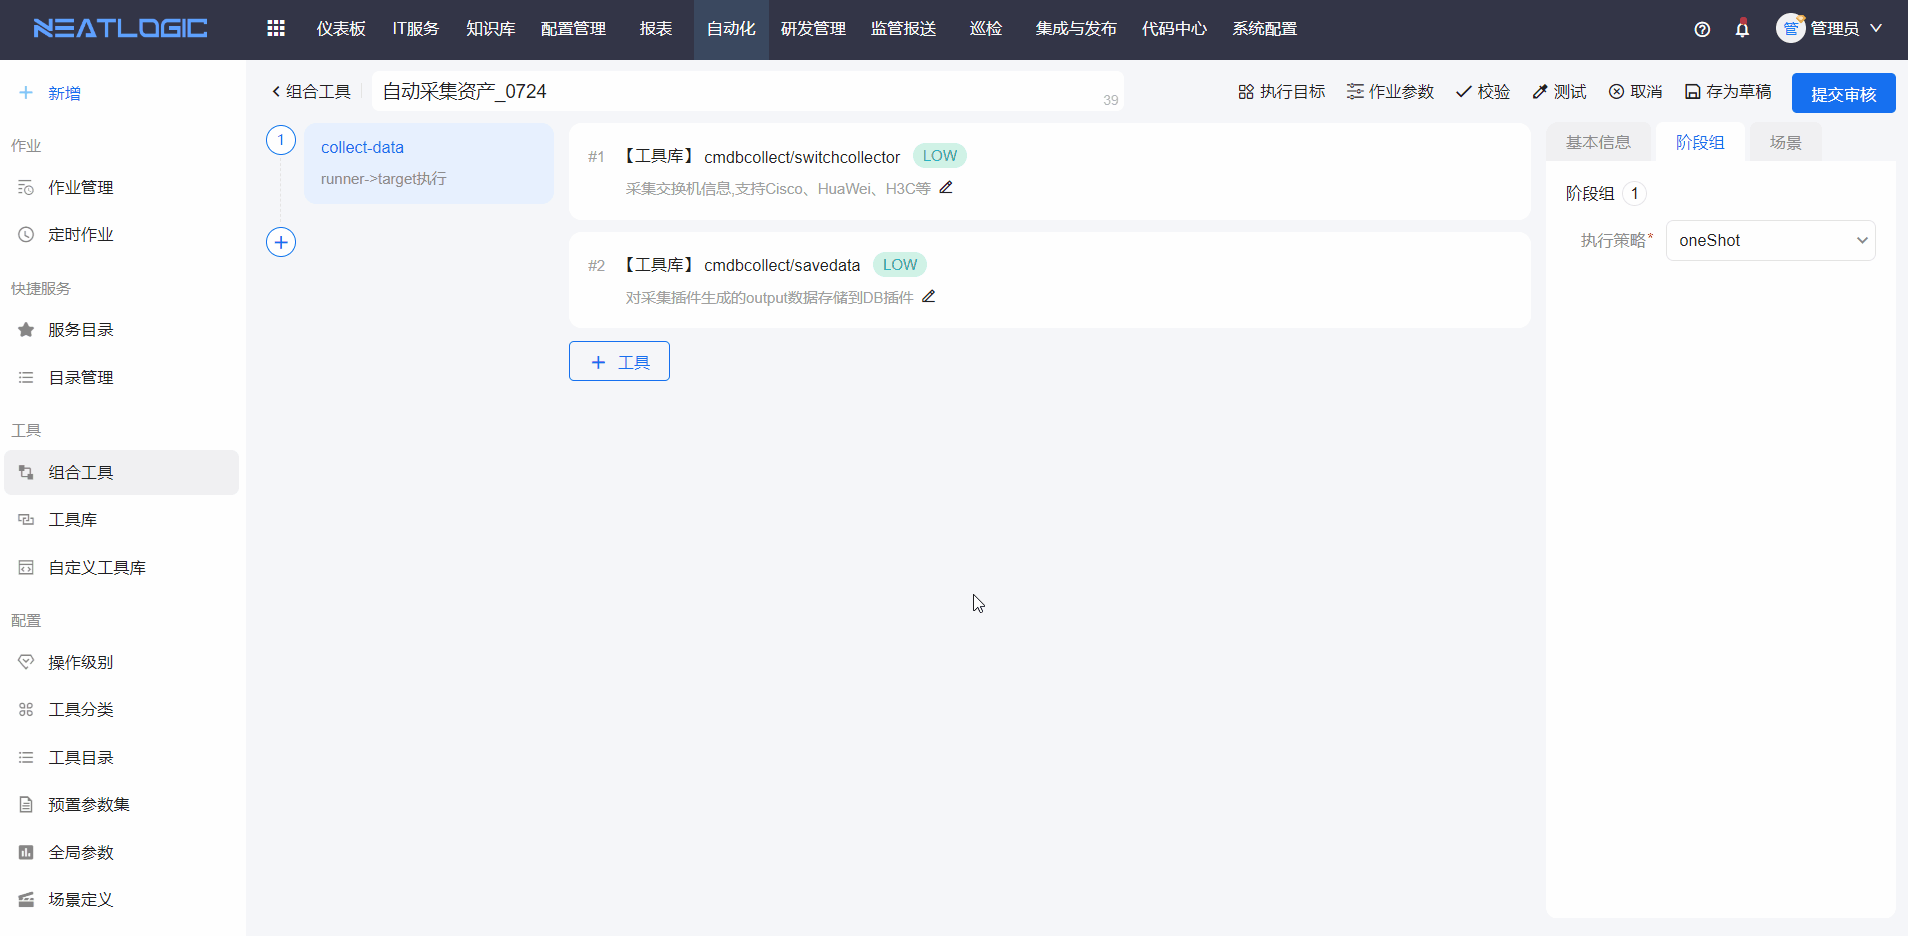 NEATLOGIC
仪表板 IT服务 知识库 配置管理 报表 自动化 研发管理 监管报送 巡检 集成与发布 代码中心 系统配置
管 管理员
新增
作业
作业管理
定时作业
快捷服务
服务目录
目录管理
工具
组合工具
工具库
自定义工具库
配置
操作级别
工具分类
工具目录
预置参数集
全局参数
场景定义
组合工具 自动采集资产_0724 39
执行目标 作业参数 校验 测试 取消 存为草稿 提交审核
1 collect-data
runner->target执行
#1 【工具库】 cmdbcollect/switchcollector LOW
采集交换机信息,支持Cisco、HuaWei、H3C等
#2 【工具库】 cmdbcollect/savedata LOW
对采集插件生成的output数据存储到DB插件
工具
基本信息 阶段组 场景
阶段组 1
执行策略* oneShot